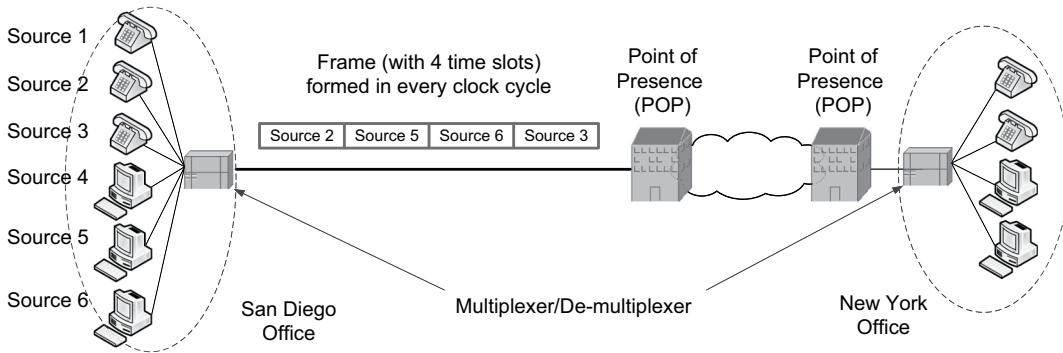 Source 1
Source 2
Source 3
Source 4
Source 5
Source 6
Frame (with 4 time slots)
formed in every clock cycle
Source 2 Source 5 Source 6 Source 3
Point of
Presence
(POP)
Point of
Presence
(POP)
San Diego
Office
Multiplexer/De-multiplexer
New York
Office